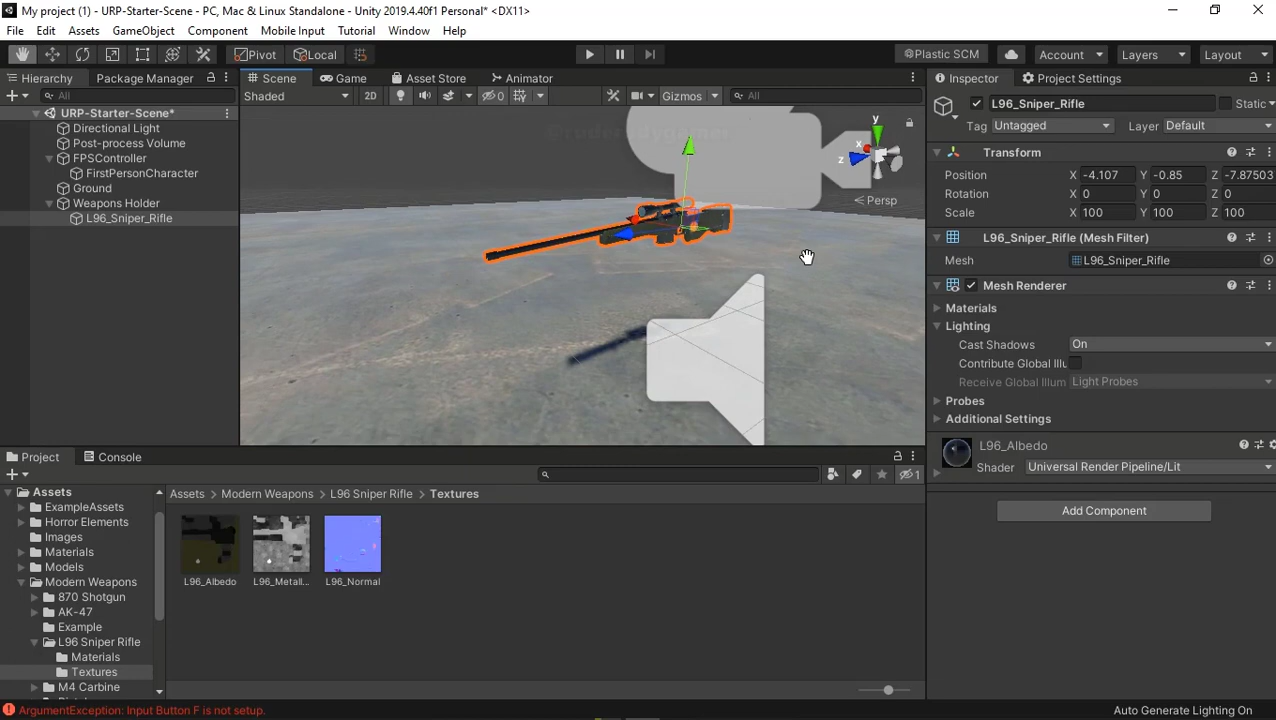 My project (1) - URP-Starter-Scene - PC, Mac & Linux Standalone - Unity 2019.4.40f1 Personal* <DX11>
File Edit Assets GameObject Component Mobile Input Tutorial Window Help
Pivot Local Plastic SCM Account Layers Layout
Hierarchy Package Manager Scene Game Asset Store Animator Inspector Project Settings
All Shaded 2D 0 Gizmos All
L96_Sniper_Rifle Static
Tag Untagged Layer Default
URP-Starter-Scene*
Directional Light
Post-process Volume
FPSController
FirstPersonCharacter
Ground
Weapons Holder
L96_Sniper_Rifle
y
x
z
Persp
Transform
Position X -4.107 Y -0.85 Z -7.87503
Rotation X 0 Y 0 Z 0
Scale X 100 Y 100 Z 100
L96_Sniper_Rifle (Mesh Filter)
Mesh L96_Sniper_Rifle
Mesh Renderer
Materials
Lighting
Cast Shadows On
Contribute Global Illu
Receive Global Illum Light Probes
Probes
Additional Settings
L96_Albedo
Shader Universal Render Pipeline/Lit
Add Component
Project Console
1
Assets
ExampleAssets
Horror Elements
Images
Materials
Models
Modern Weapons
870 Shotgun
AK-47
Example
L96 Sniper Rifle
Materials
Textures
M4 Carbine
Assets Modern Weapons L96 Sniper Rifle Textures
L96_Albedo L96_Metall... L96_Normal
ArgumentException: Input Button F is not setup.
Auto Generate Lighting On